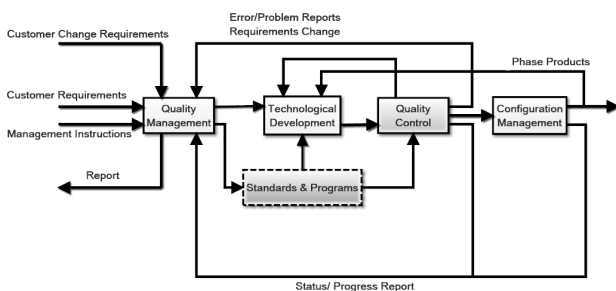 Error/Problem Reports
Requirements Change
Customer Change Requirements
Phase Products
Customer Requirements
Management Instructions
Quality
Management
Technological
Development
Quality
Control
Configuration
Management
Report
Standards & Programs
Status/ Progress Report